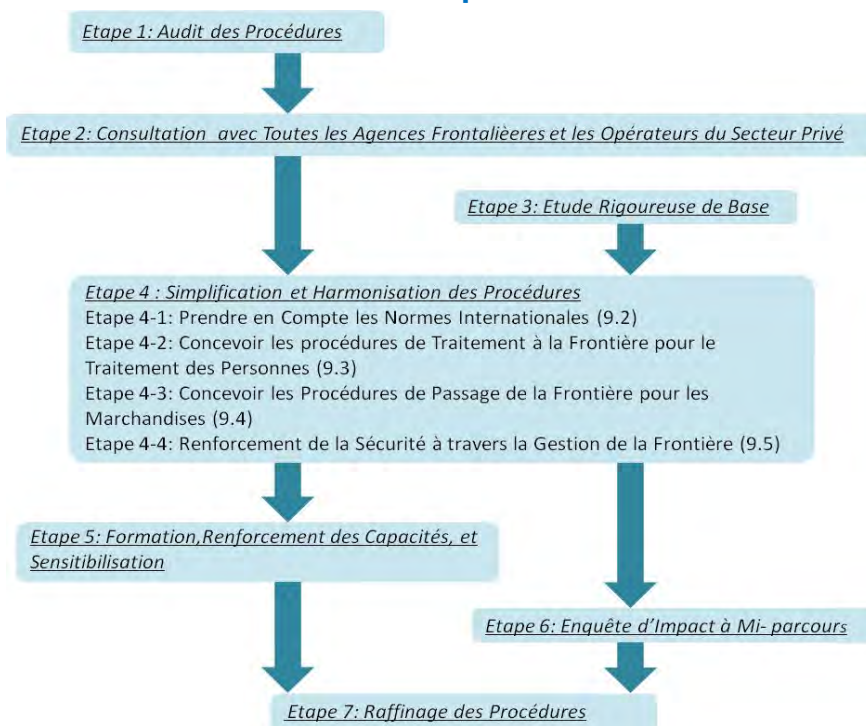 Etape 1: Audit des Procédures
Etape 2: Consultation avec Toutes les Agences Frontalièeres et les Opérateurs du Secteur Privé
Etape 3: Etude Rigoureuse de Base
Etape 4 : Simplification et Harmonisation des Procédures
Etape 4-1: Prendre en Compte les Normes Internationales (9.2)
Etape 4-2: Concevoir les procédures de Traitement à la Frontière pour le
Traitement des Personnes (9.3)
Etape 4-3: Concevoir les Procédures de Passage de la Frontière pour les
Marchandises (9.4)
Etape 4-4: Renforcement de la Sécurité à travers la Gestion de la Frontière (9.5)
Etape 5: Formation,Renforcement des Capacités, et
Sensitibilisation
Etape 6: Enquête d'Impact à Mi- parcours
Etape 7: Raffinage des Procédures